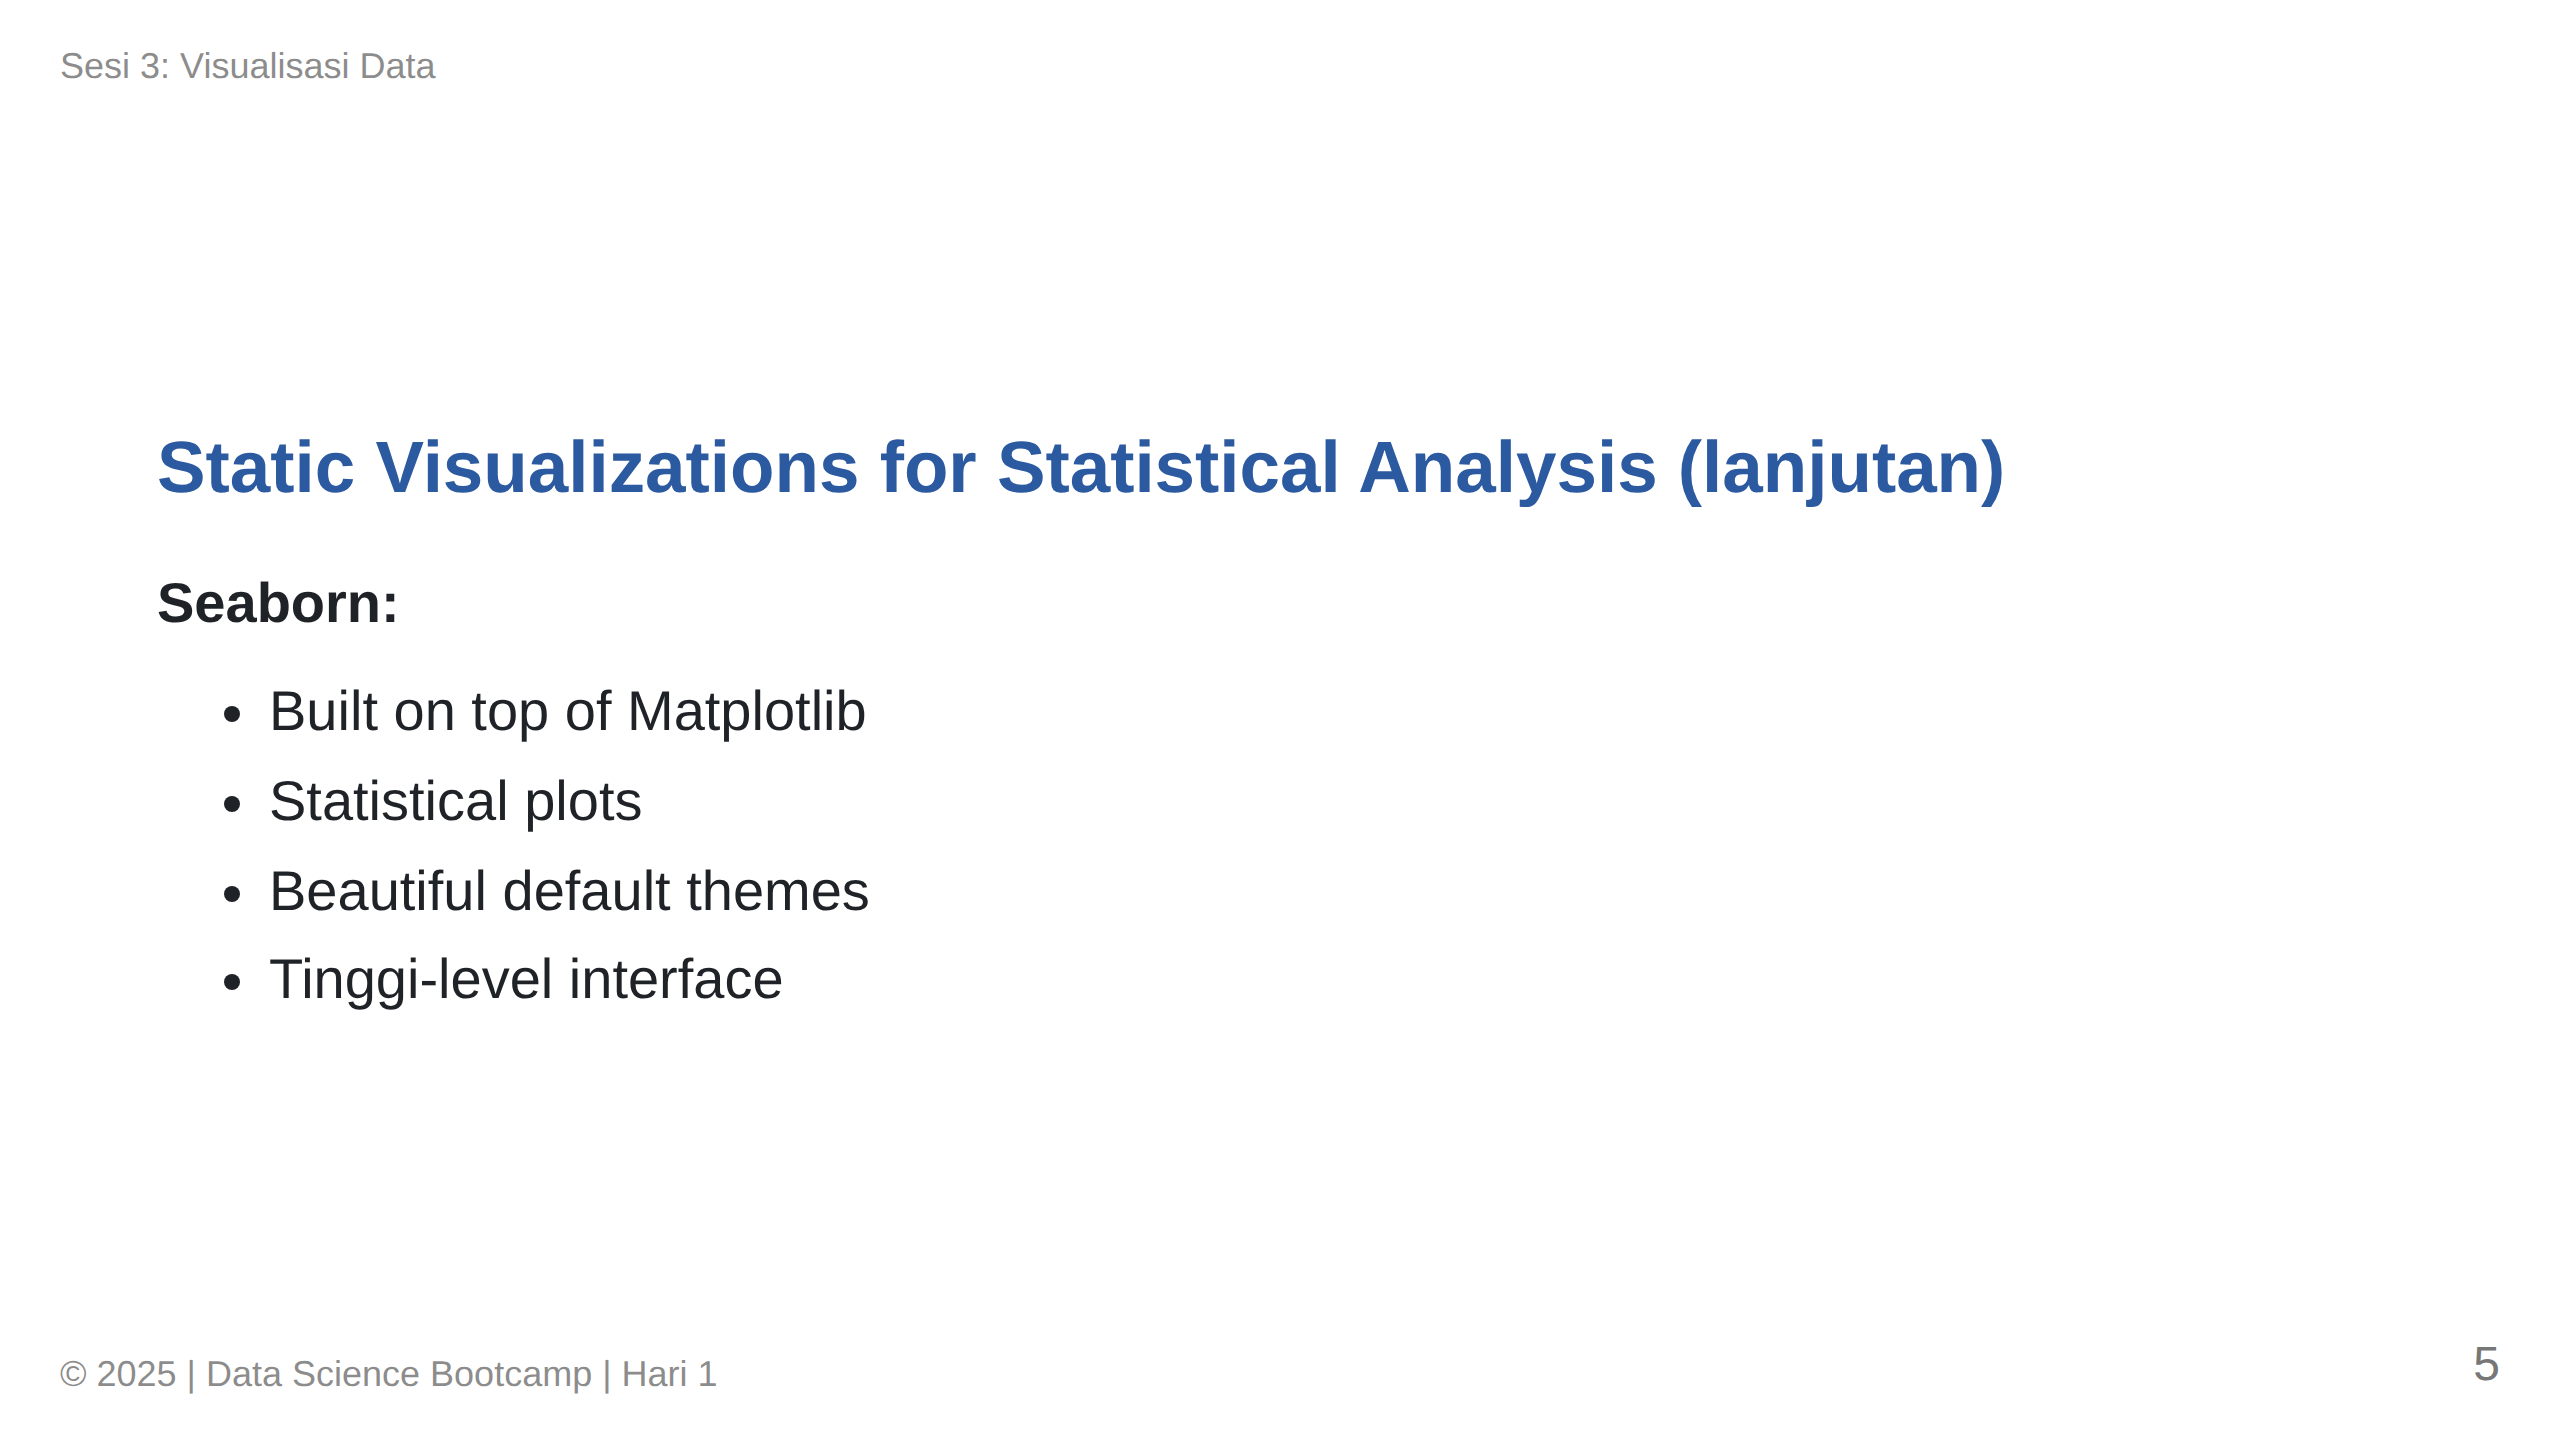 Sesi 3: Visualisasi Data
Static Visualizations for Statistical Analysis (lanjutan)
Seaborn:
• Built on top of Matplotlib
• Statistical plots
• Beautiful default themes
• Tinggi-level interface
© 2025 | Data Science Bootcamp | Hari 1
5